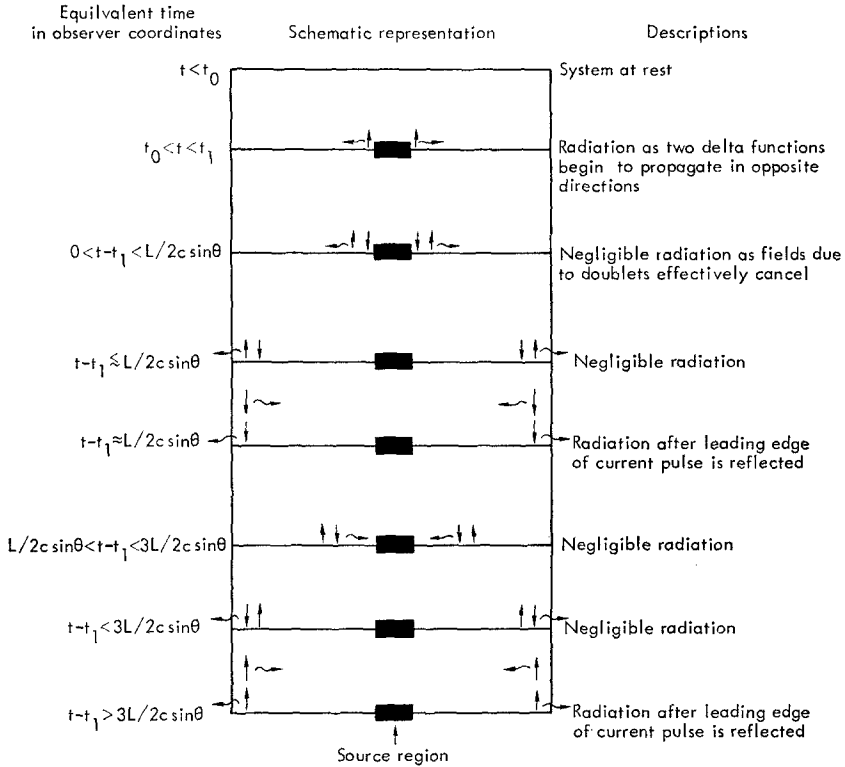 Equilvalent time
in observer coordinates
Schematic representation
Descriptions
t<t0
System at rest
t0<t<t1
Radiation as two delta functions
begin to propagate in opposite
directions
0<t-t1<L/2c sinθ
Negligible radiation as fields due
to doublets effectively cancel
t-t1≲L/2c sinθ
Negligible radiation
t-t1≈L/2c sinθ
Radiation after leading edge
of current pulse is reflected
L/2c sinθ<t-t1<3L/2c sinθ
Negligible radiation
t-t1<3L/2c sinθ
Negligible radiation
t-t1>3L/2c sinθ
Radiation after leading edge
of current pulse is reflected
Source region